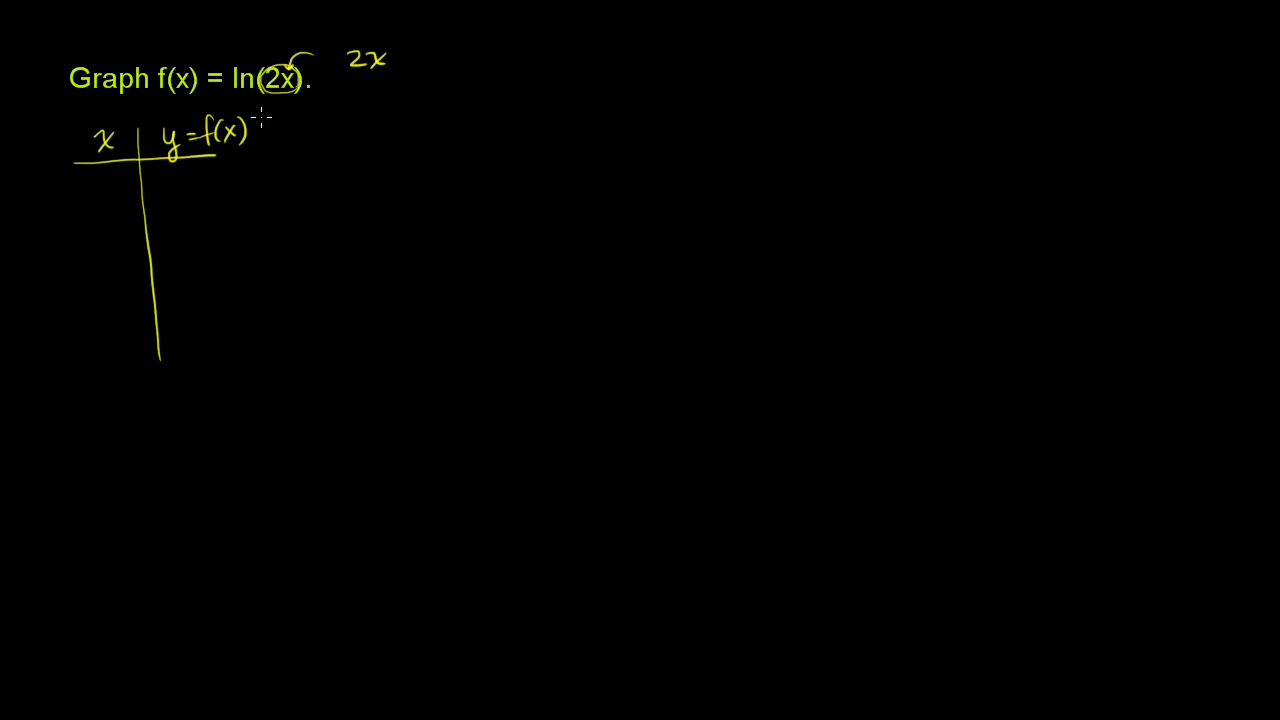 Graph f(x) = ln(2x). 2x
x y=f(x)